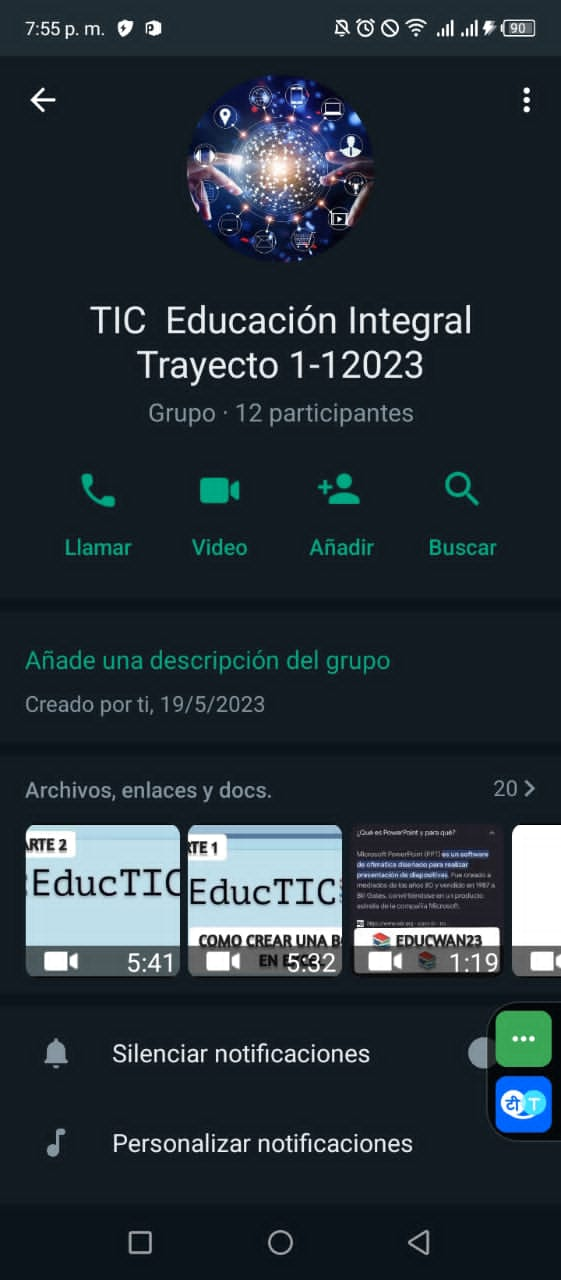 7:55 p. m.
90
TIC Educación Integral
Trayecto 1-12023
Grupo · 12 participantes
Llamar
Video
Añadir
Buscar
Añade una descripción del grupo
Creado por ti, 19/5/2023
Archivos, enlaces y docs.
20
ARTE 2
EducTIC
5:41
RTE 1
EducTIC
COMO CREAR UNA B
EN EXCEL
5:32
¿Qué es PowerPoint y para qué?
Microsoft PowerPoint (PPT) es un software
de ofimática diseñado para realizar
presentación de diapositivas. Fue creado a
mediados de los años 80 y vendido en 1987 a
Bill Gates, convirtiéndose en un producto
estrella de la compañía Microsoft.
EDUCWAN23
1:19
Silenciar notificaciones
Personalizar notificaciones
टी T